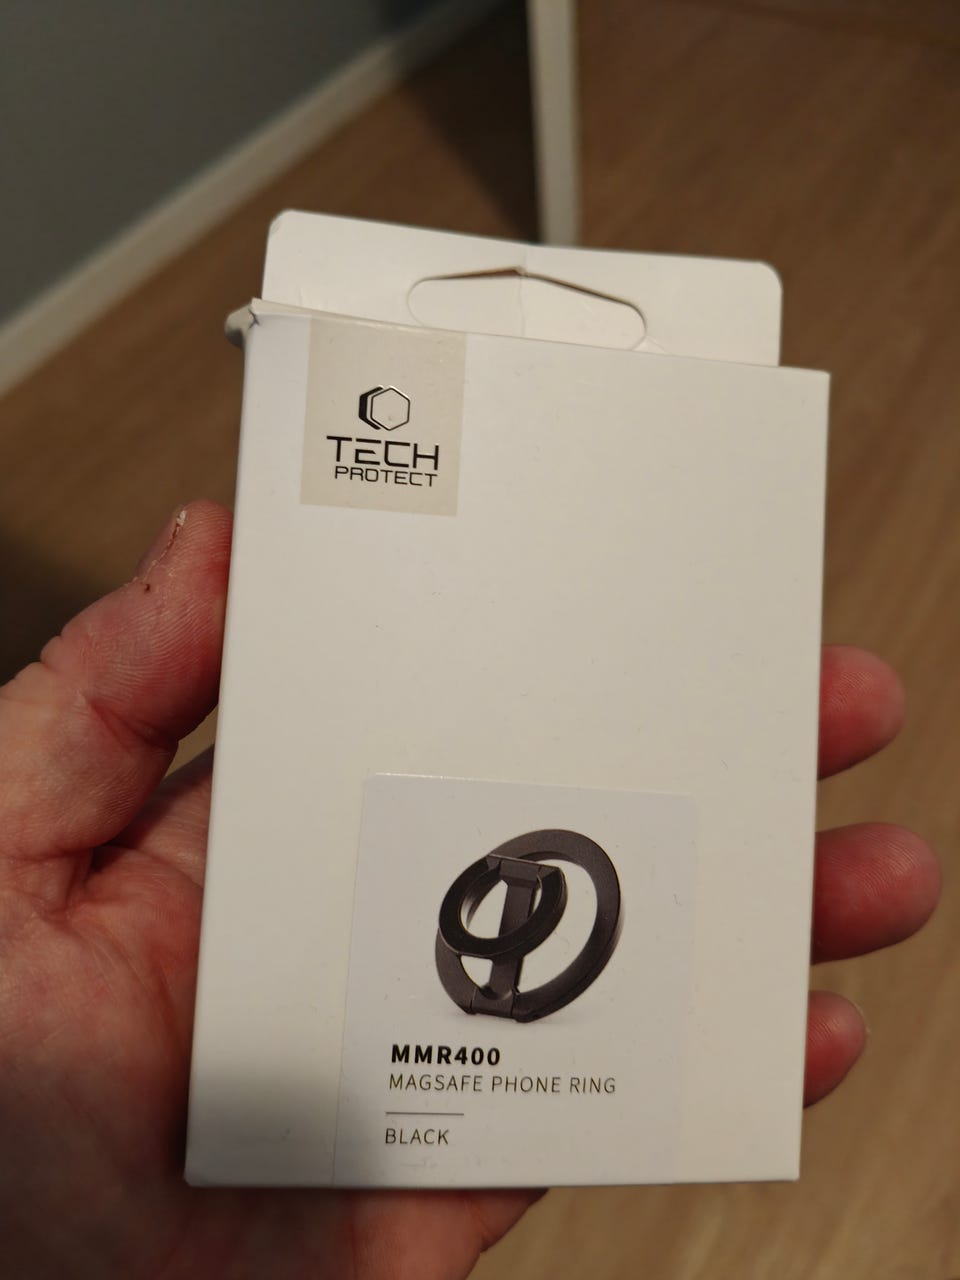 TECH
PROTECT
MMR400
MAGSAFE PHONE RING
BLACK